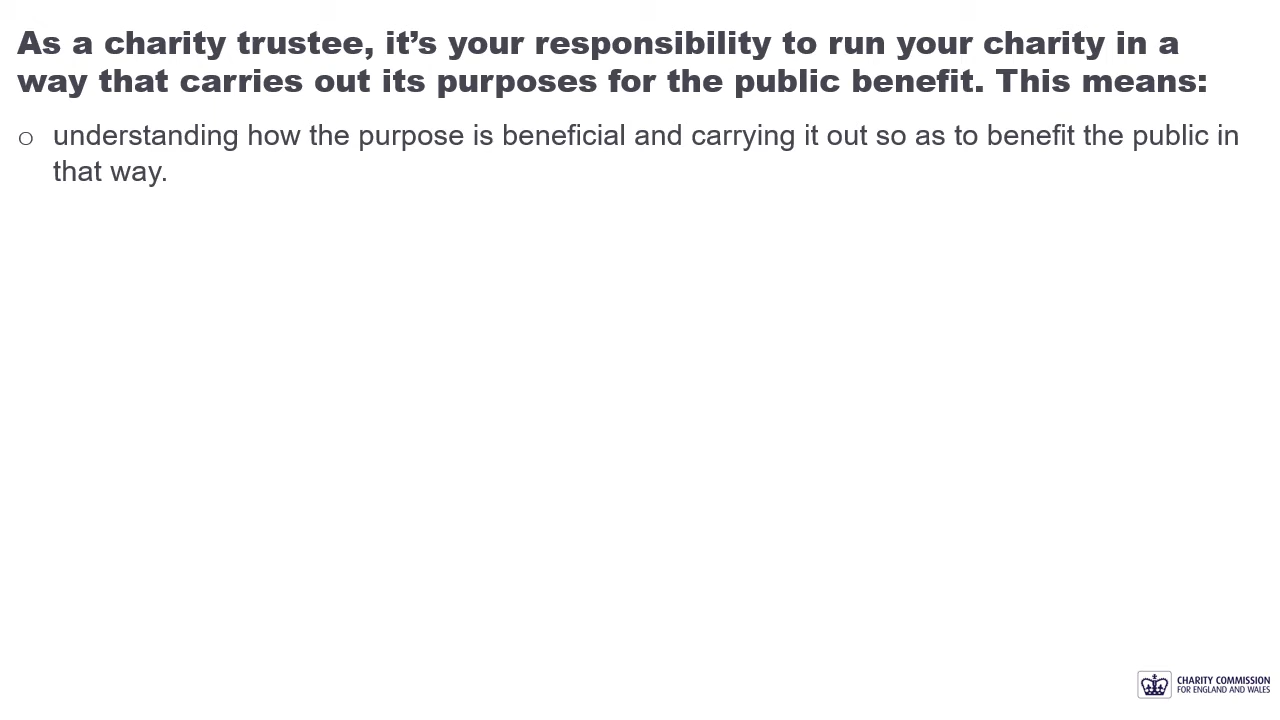 As a charity trustee, it’s your responsibility to run your charity in a
way that carries out its purposes for the public benefit. This means:
o understanding how the purpose is beneficial and carrying it out so as to benefit the public in
that way.
CHARITY COMMISSION
FOR ENGLAND AND WALES